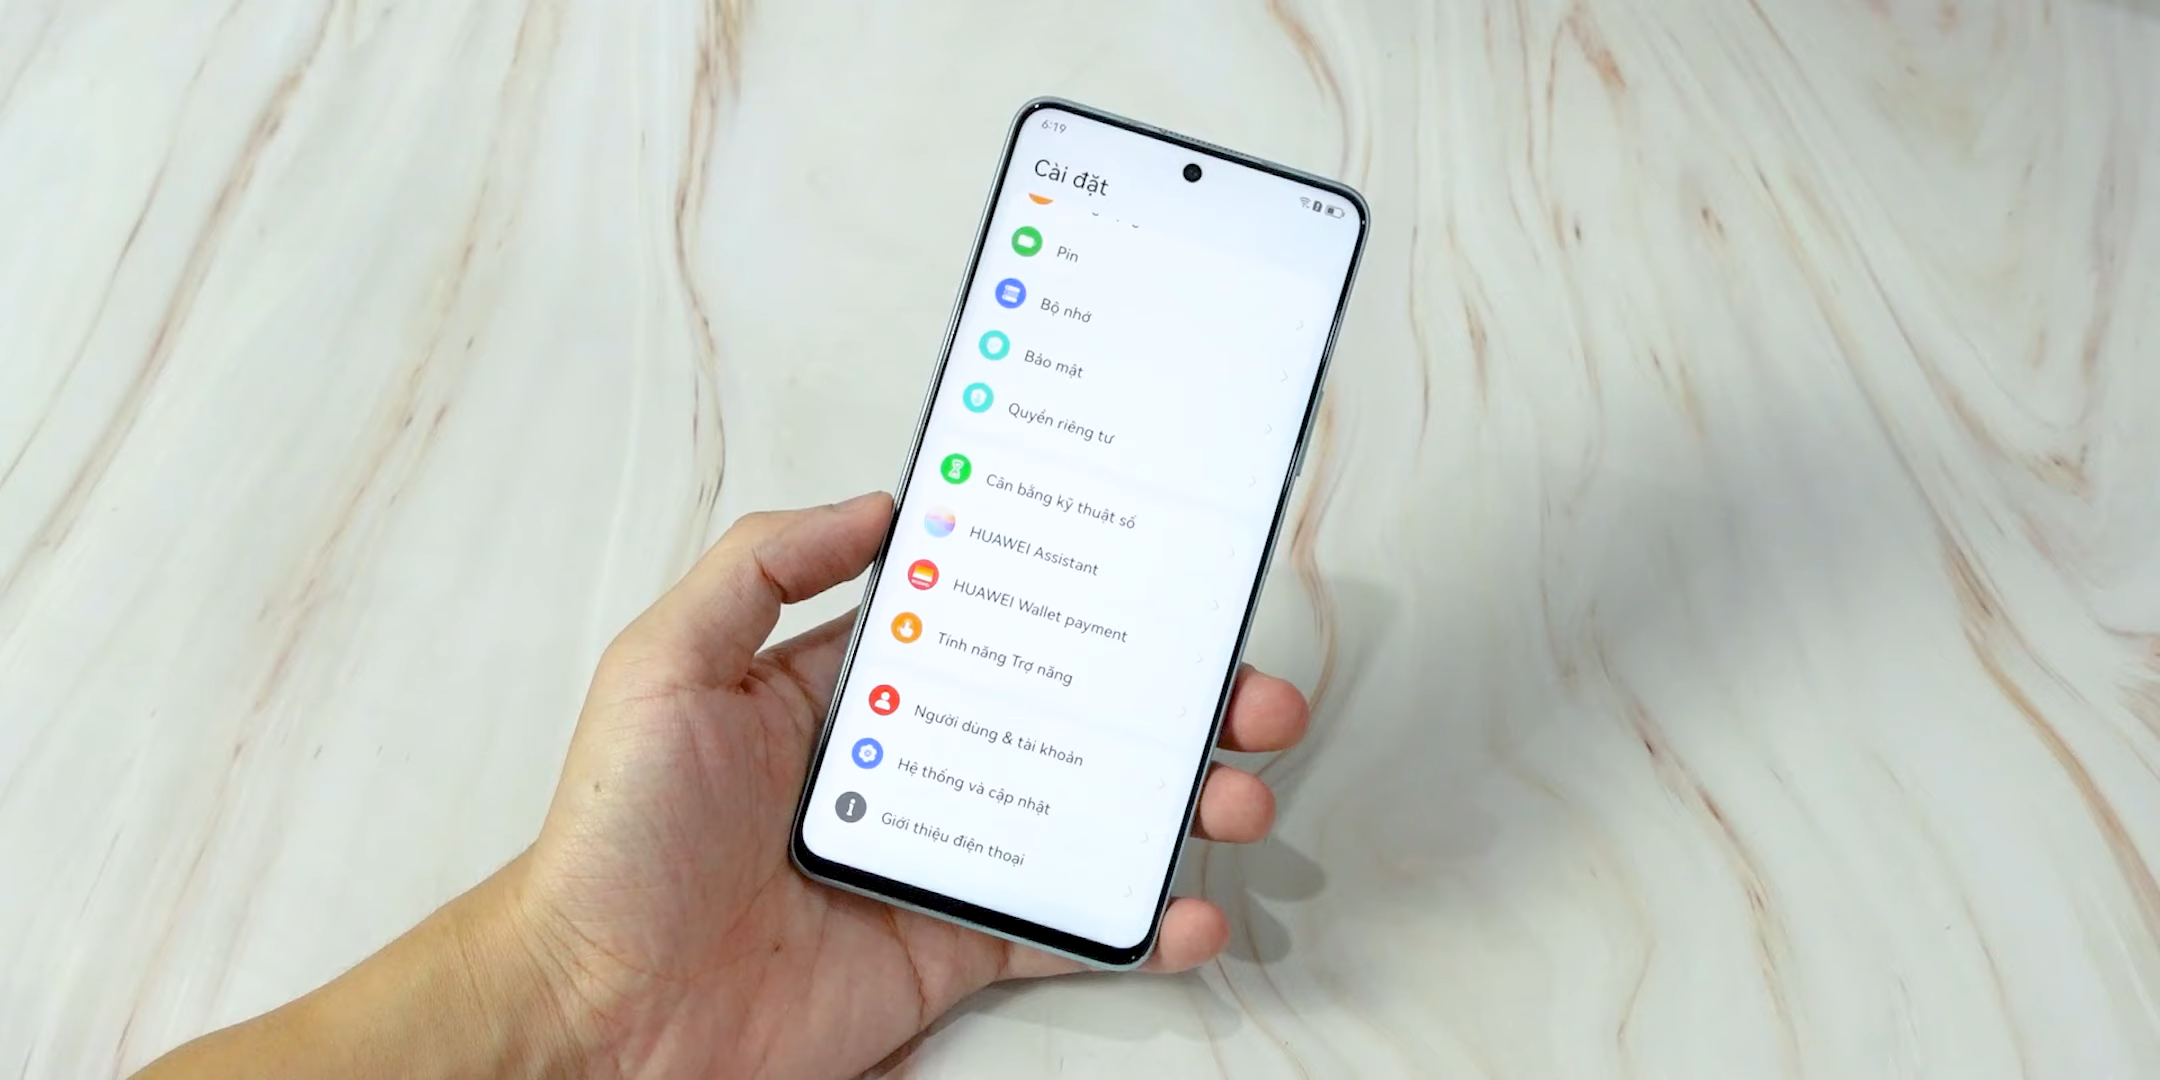 6:19
Cài đặt
Pin
Bộ nhớ
Bảo mật
Quyền riêng tư
Cân bằng kỹ thuật số
HUAWEI Assistant
HUAWEI Wallet payment
Tính năng Trợ năng
Người dùng & tài khoản
Hệ thống và cập nhật
Giới thiệu điện thoại